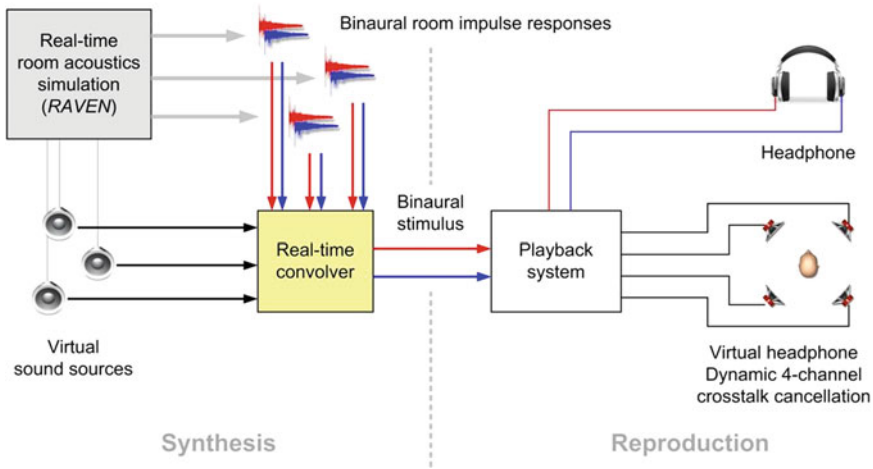 Real-time
room acoustics
simulation
(RAVEN)
Binaural room impulse responses
Headphone
Binaural
stimulus
Real-time
convolver
Playback
system
Virtual
sound sources
Virtual headphone
Dynamic 4-channel
crosstalk cancellation
Synthesis
Reproduction